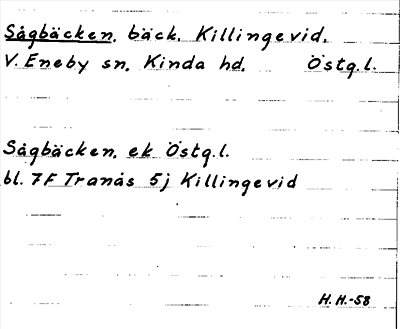 Sågbäcken, bäck, Killingevid,
V. Eneby sn, Kinda hd, Östg.l.
Sågbäcken, ek Östg.l.
bl. 7F Tranås 5j Killingevid
H.H.-58